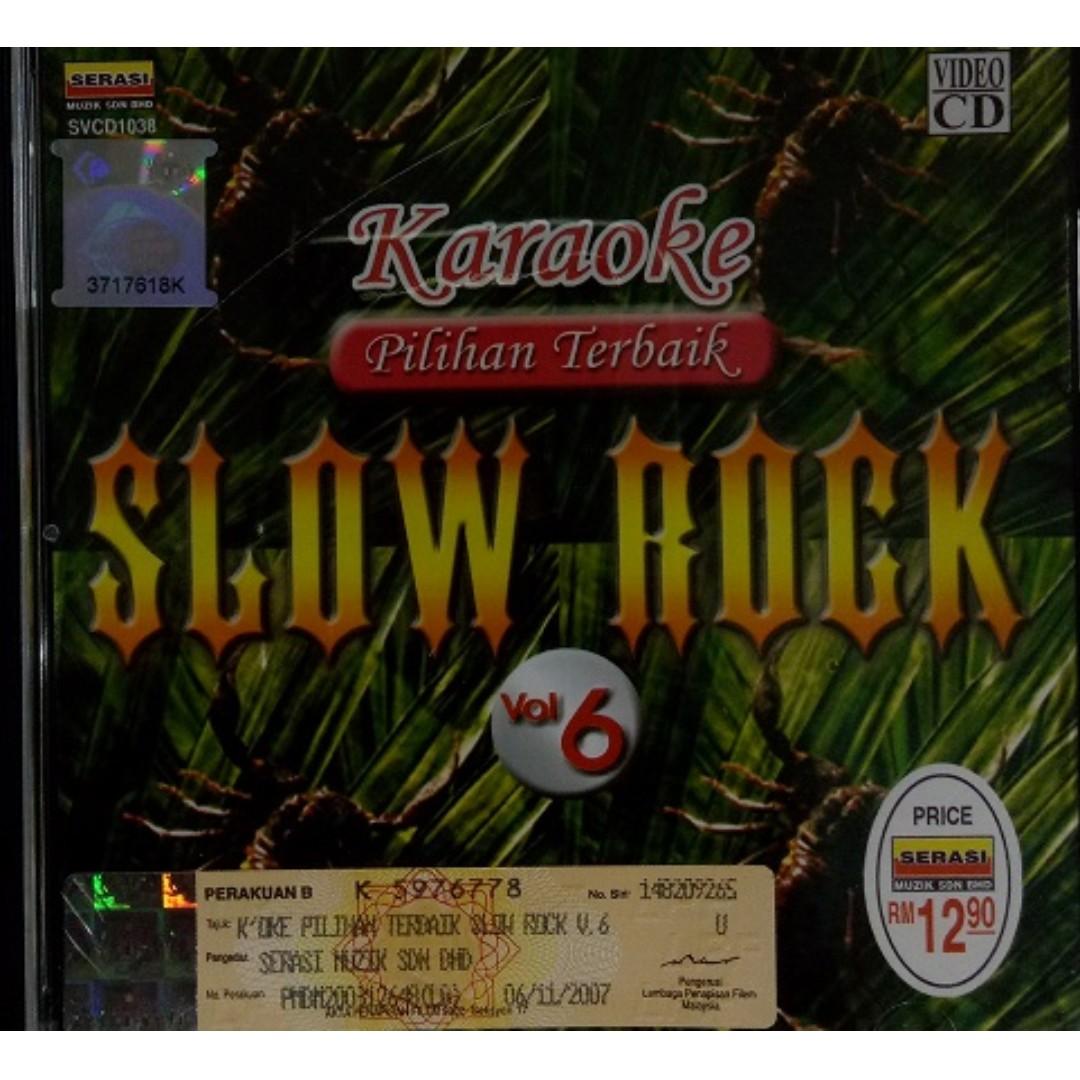 SERASI
MUZIK SDN BHD
SVCD1038
VIDEO
CD
3717618K
Karaoke
Pilihan Terbaik
SLOW ROCK
Vol 6
PRICE
SERASI
MUZIK SDN BHD
RM 12.90
PERAKUAN B K 5976778 No. Siri 148209265
Tajuk: K'OKE PILIHAN TERBAIK SLOW ROCK V.6 U
Pengedar: SERASI MUZIK SDN BHD
No. Perakuan 06/11/2007
Pengerusi
Lembaga Penapisan Filem
Malaysia